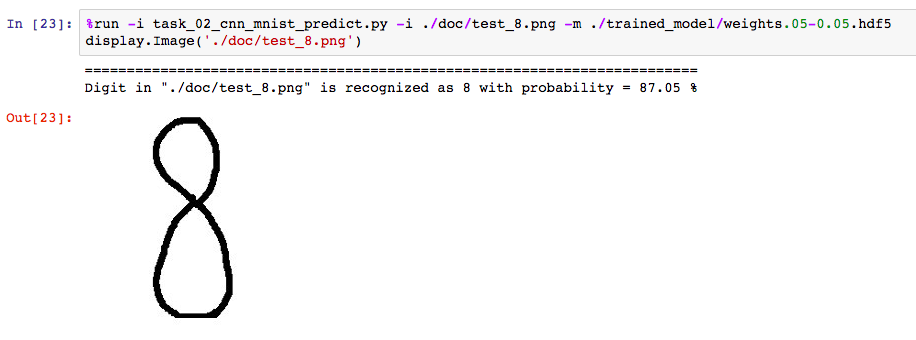 In [23]: %run -i task_02_cnn_mnist_predict.py -i ./doc/test_8.png -m ./trained_model/weights.05-0.05.hdf5
display.Image('./doc/test_8.png')
=========================================================================
Digit in "./doc/test_8.png" is recognized as 8 with probability = 87.05 %
Out[23]:
8